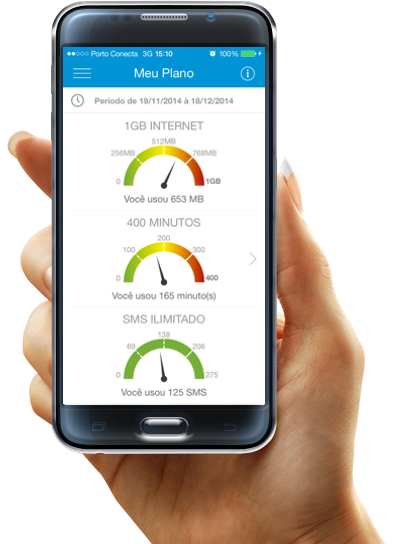 Porto Conecta 3G 15:10 100%
Meu Plano
Período de 19/11/2014 à 18/12/2014
1GB INTERNET
512MB
256MB 768MB
0 1GB
Você usou 653 MB
400 MINUTOS
200
100 300
0 400
Você usou 165 minuto(s)
SMS ILIMITADO
138
69 206
0 275
Você usou 125 SMS